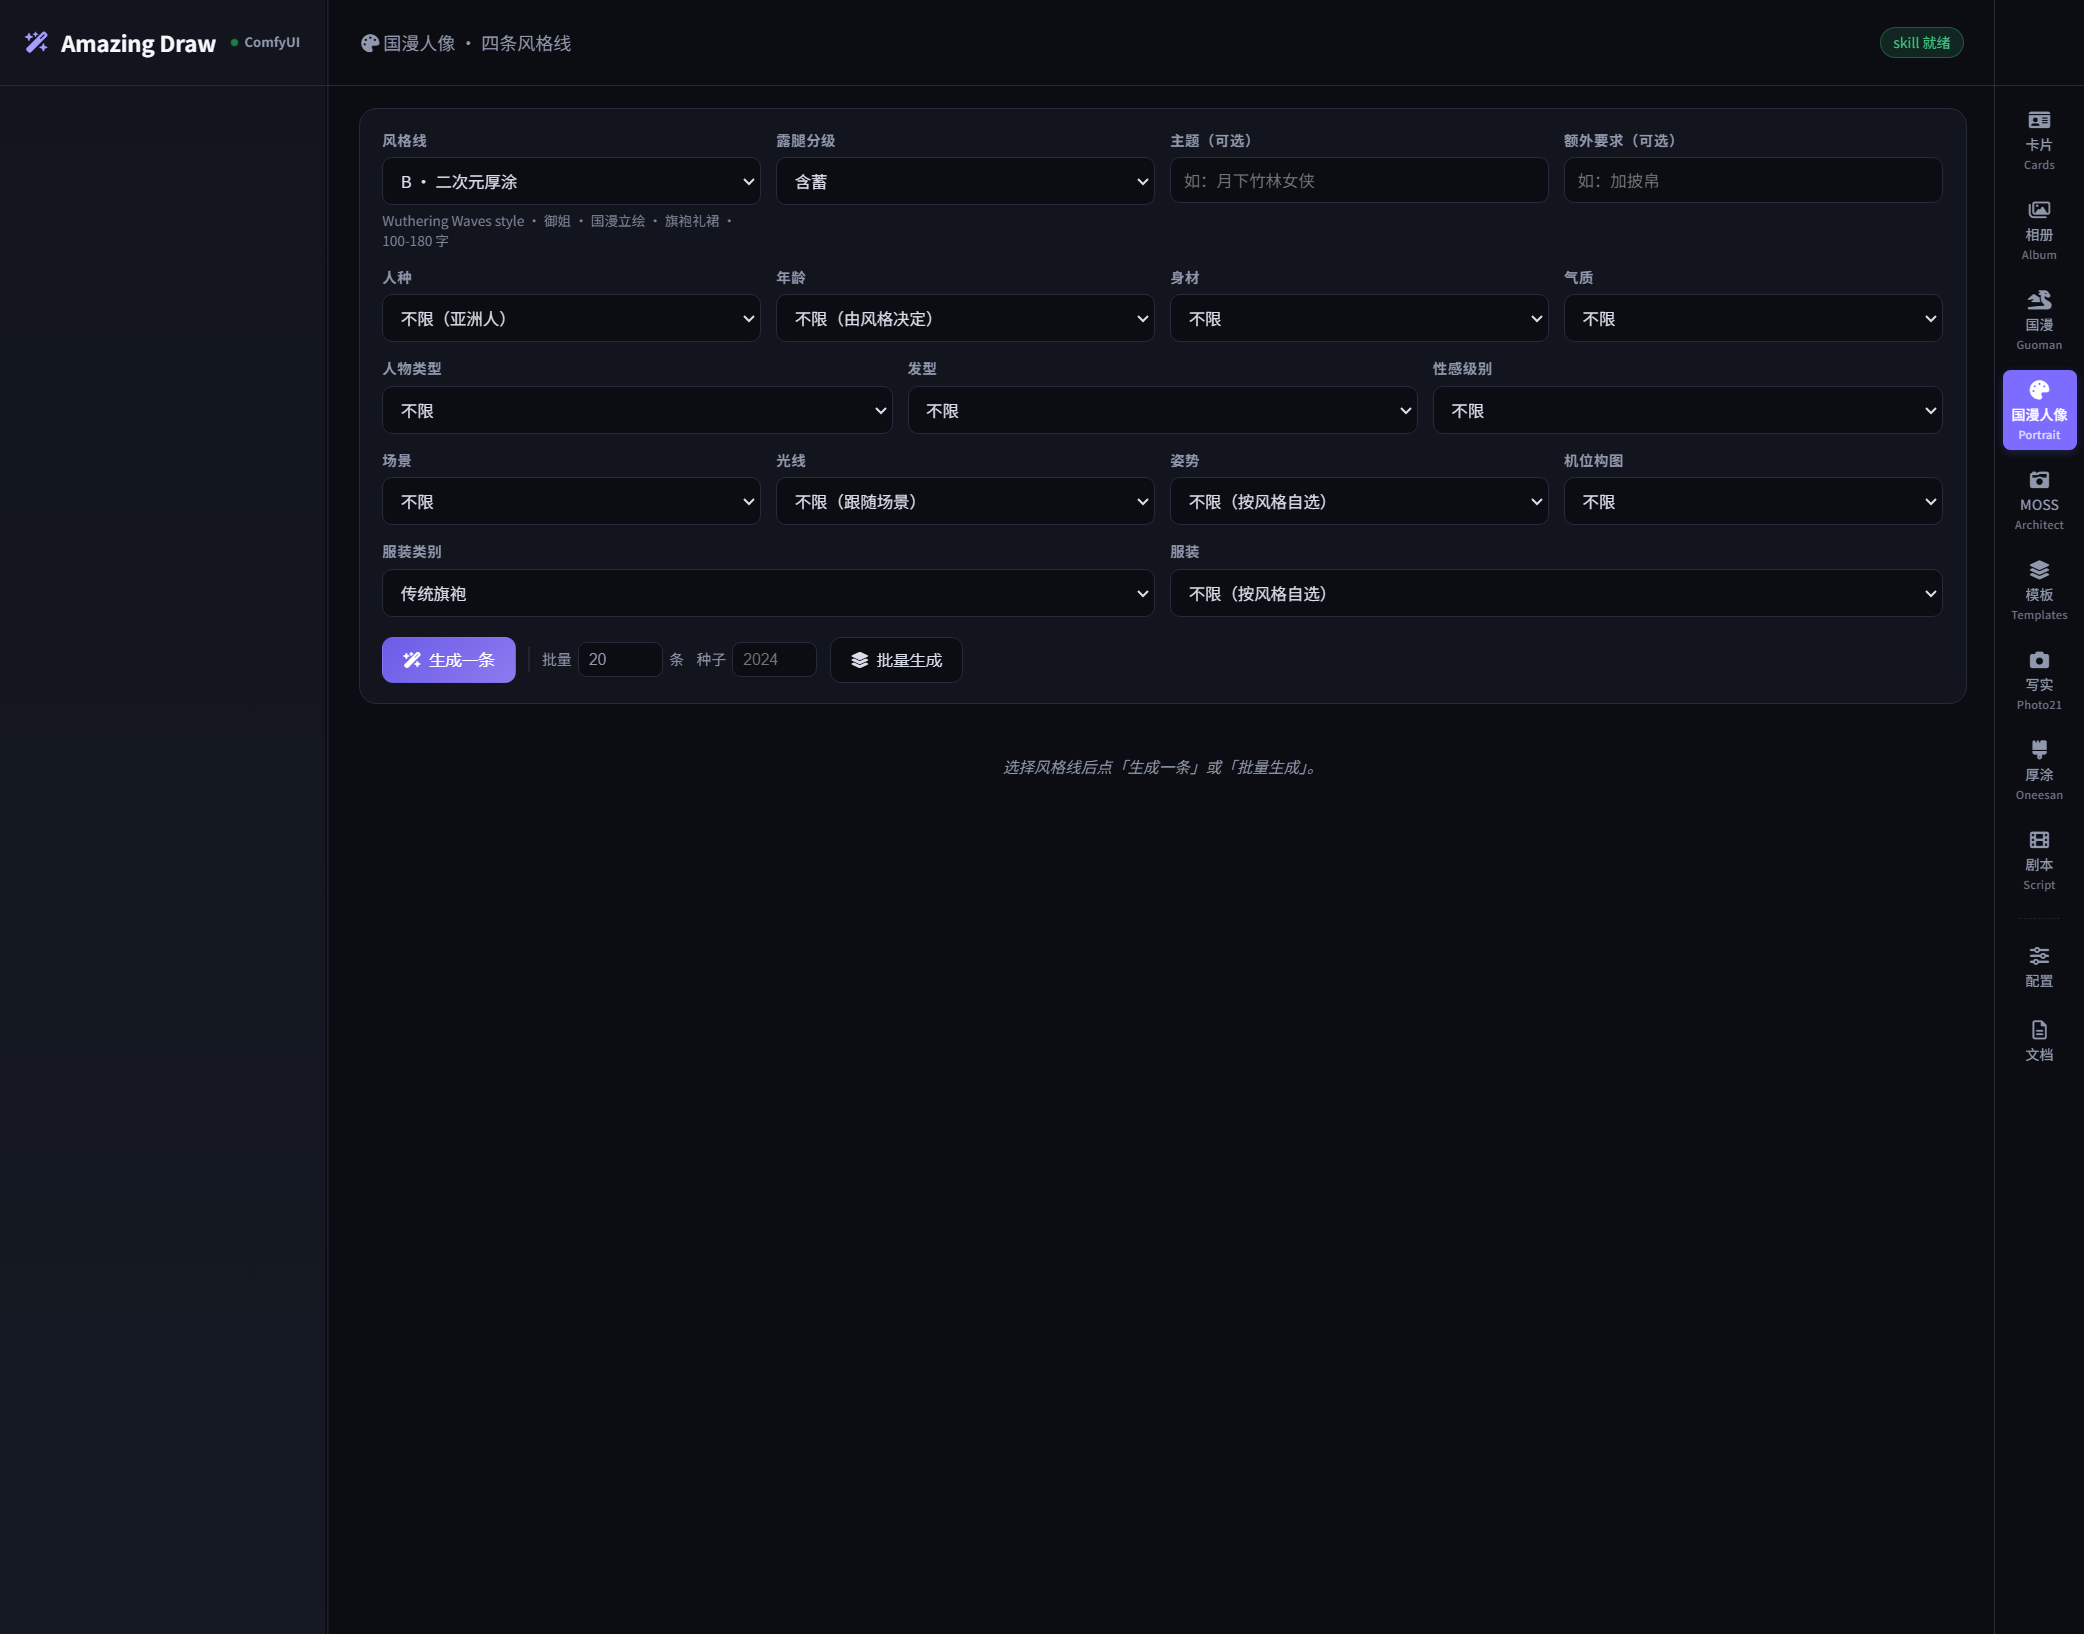 Amazing Draw
ComfyUI
国漫人像 · 四条风格线
skill 就绪
风格线
露腿分级
主题（可选）
额外要求（可选）
B · 二次元厚涂
含蓄
如：月下竹林女侠
如：加披帛
Wuthering Waves style · 御姐 · 国漫立绘 · 旗袍礼裙 ·
100-180 字
人种
年龄
身材
气质
不限（亚洲人）
不限（由风格决定）
不限
不限
人物类型
发型
性感级别
不限
不限
不限
场景
光线
姿势
机位构图
不限
不限（跟随场景）
不限（按风格自选）
不限
服装类别
服装
传统旗袍
不限（按风格自选）
生成一条
批量
20
条
种子
2024
批量生成
选择风格线后点「生成一条」或「批量生成」。
卡片
Cards
相册
Album
国漫
Guoman
国漫人像
Portrait
MOSS
Architect
模板
Templates
写实
Photo21
厚涂
Oneesan
剧本
Script
配置
文档